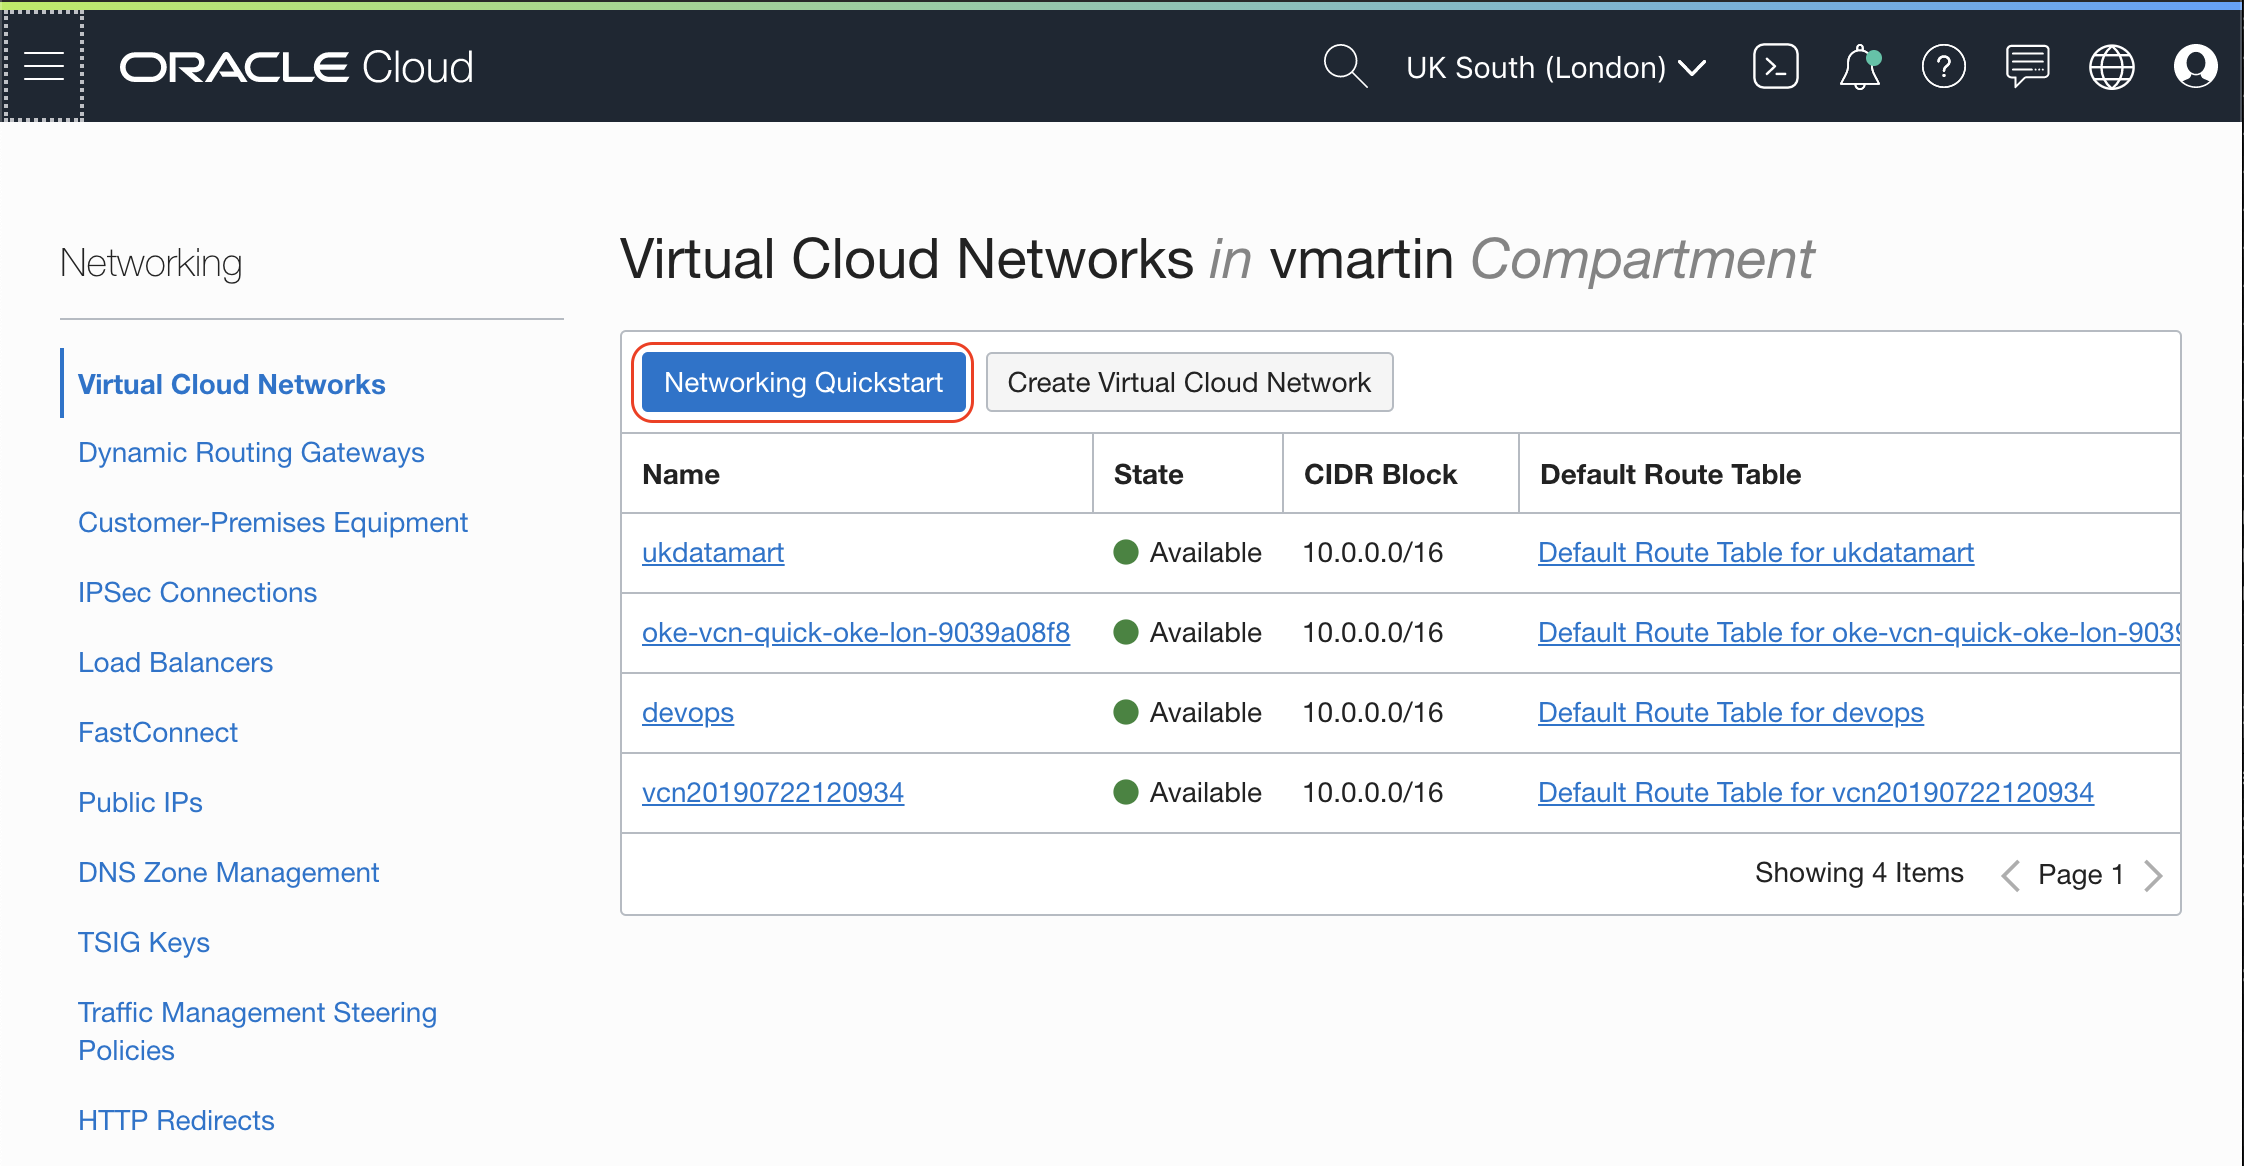 ORACLE Cloud
UK South (London)
Networking
Virtual Cloud Networks
Dynamic Routing Gateways
Customer-Premises Equipment
IPSec Connections
Load Balancers
FastConnect
Public IPs
DNS Zone Management
TSIG Keys
Traffic Management Steering
Policies
HTTP Redirects
Virtual Cloud Networks in vmartin Compartment
Networking Quickstart Create Virtual Cloud Network
Name State CIDR Block Default Route Table
ukdatamart Available 10.0.0.0/16 Default Route Table for ukdatamart
oke-vcn-quick-oke-lon-9039a08f8 Available 10.0.0.0/16 Default Route Table for oke-vcn-quick-oke-lon-9039
devops Available 10.0.0.0/16 Default Route Table for devops
vcn20190722120934 Available 10.0.0.0/16 Default Route Table for vcn20190722120934
Showing 4 Items Page 1